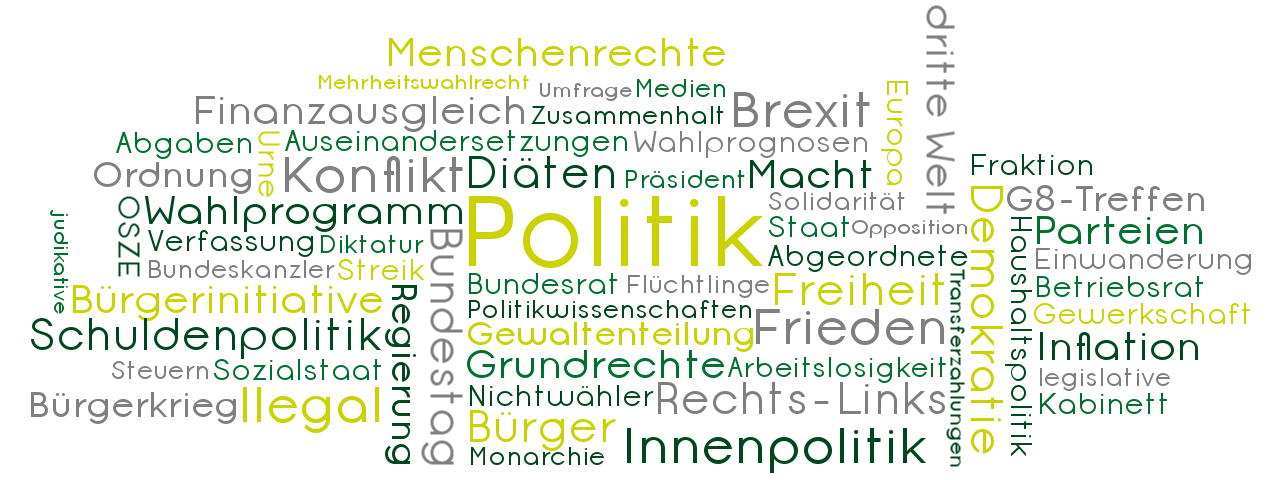 dritte Welt
Menschenrechte
Mehrheitswahlrecht
Umfrage
Medien
Europa
Finanzausgleich
Zusammenhalt
Brexit
Abgaben
Urne
Auseinandersetzungen
Wahlprognosen
Ordnung
Konflikt
Diäten
Präsident
Macht
Fraktion
judikative
OSZE
Wahlprogramm
Politik
Solidarität
Demokratie
G8-Treffen
Verfassung
Diktatur
Bundestag
Staat
Opposition
Haushaltspolitik
Parteien
Bundeskanzler
Streik
Abgeordnete
Einwanderung
Bürgerinitiative
Regierung
Bundesrat
Flüchtlinge
Freiheit
Transferzahlungen
Betriebsrat
Politikwissenschaften
Gewerkschaft
Schuldenpolitik
Gewaltenteilung
Frieden
Inflation
Steuern
Sozialstaat
Grundrechte
Arbeitslosigkeit
legislative
Bürgerkrieg
Ilegal
Nichtwähler
Rechts-Links
Kabinett
Bürger
Innenpolitik
Monarchie